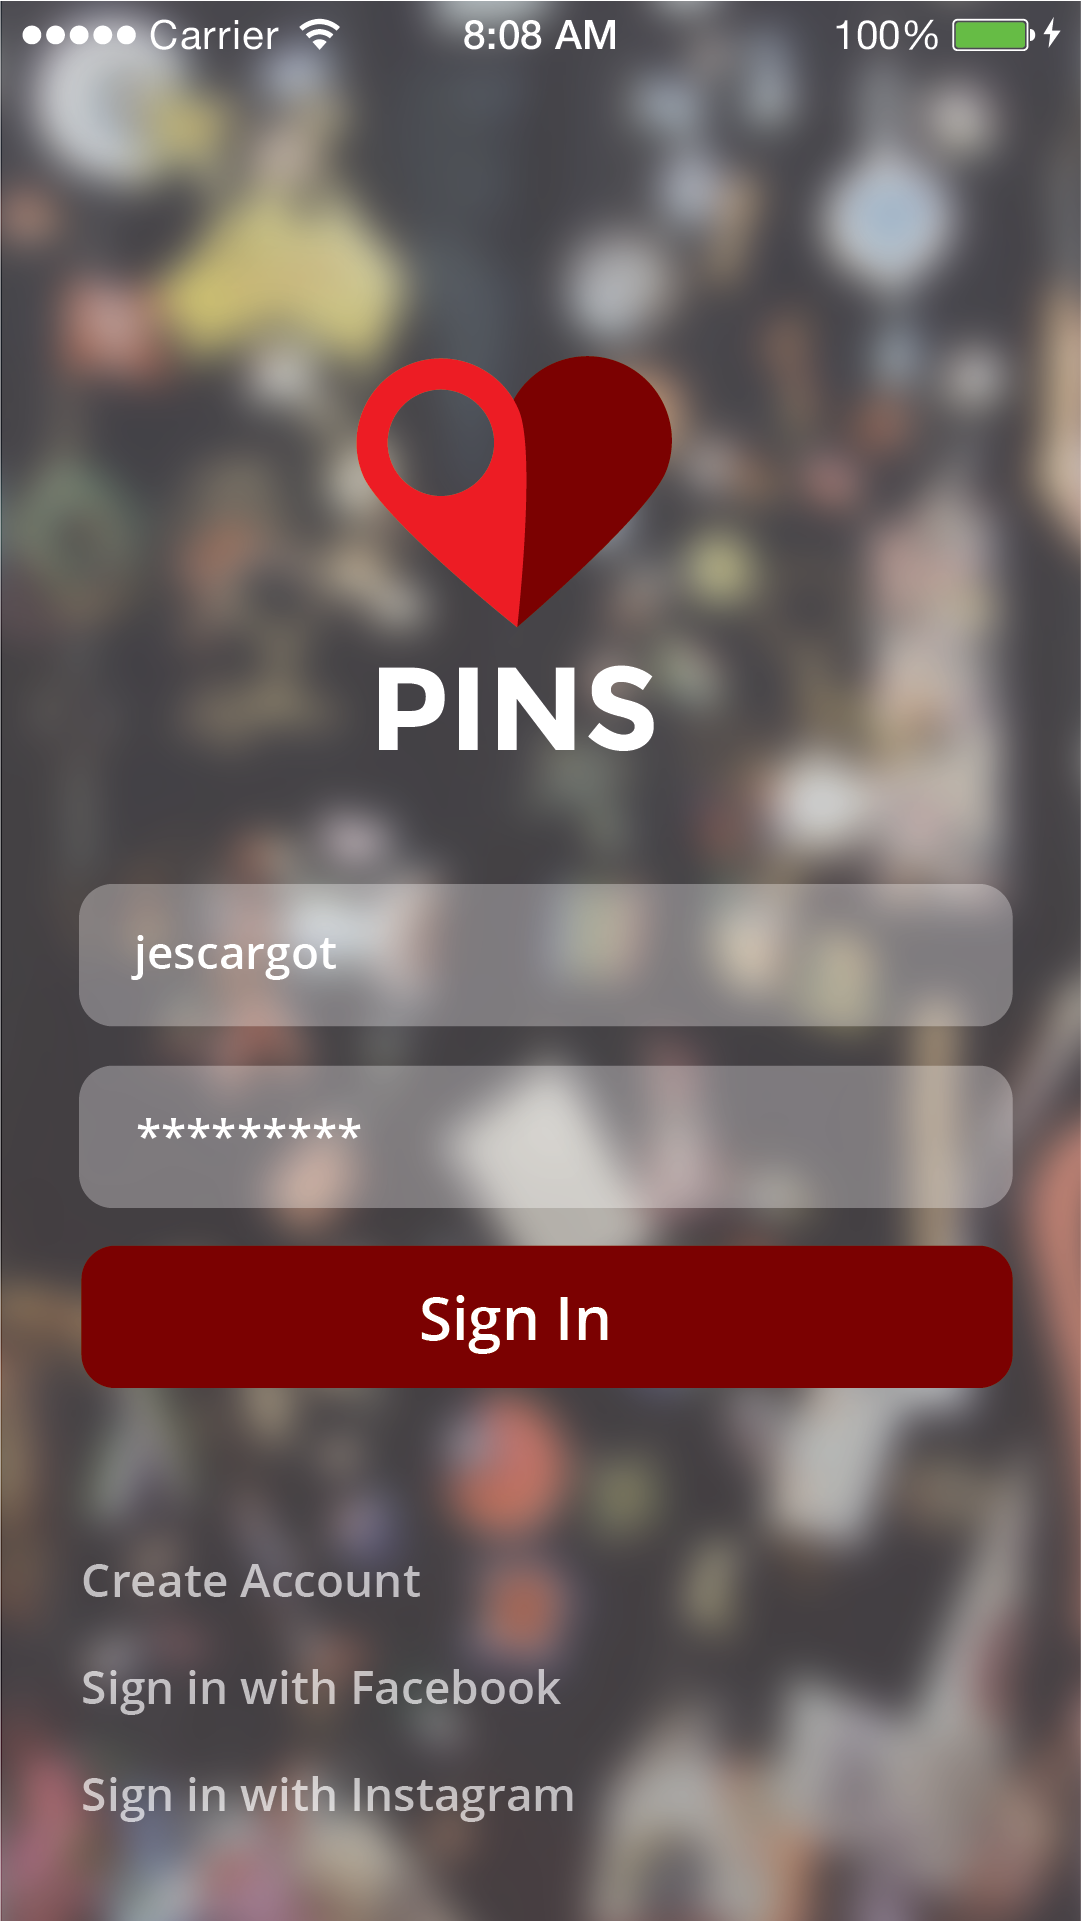 Carrier 8:08 AM 100%
PINS
jescargot
*********
Sign In
Create Account
Sign in with Facebook
Sign in with Instagram